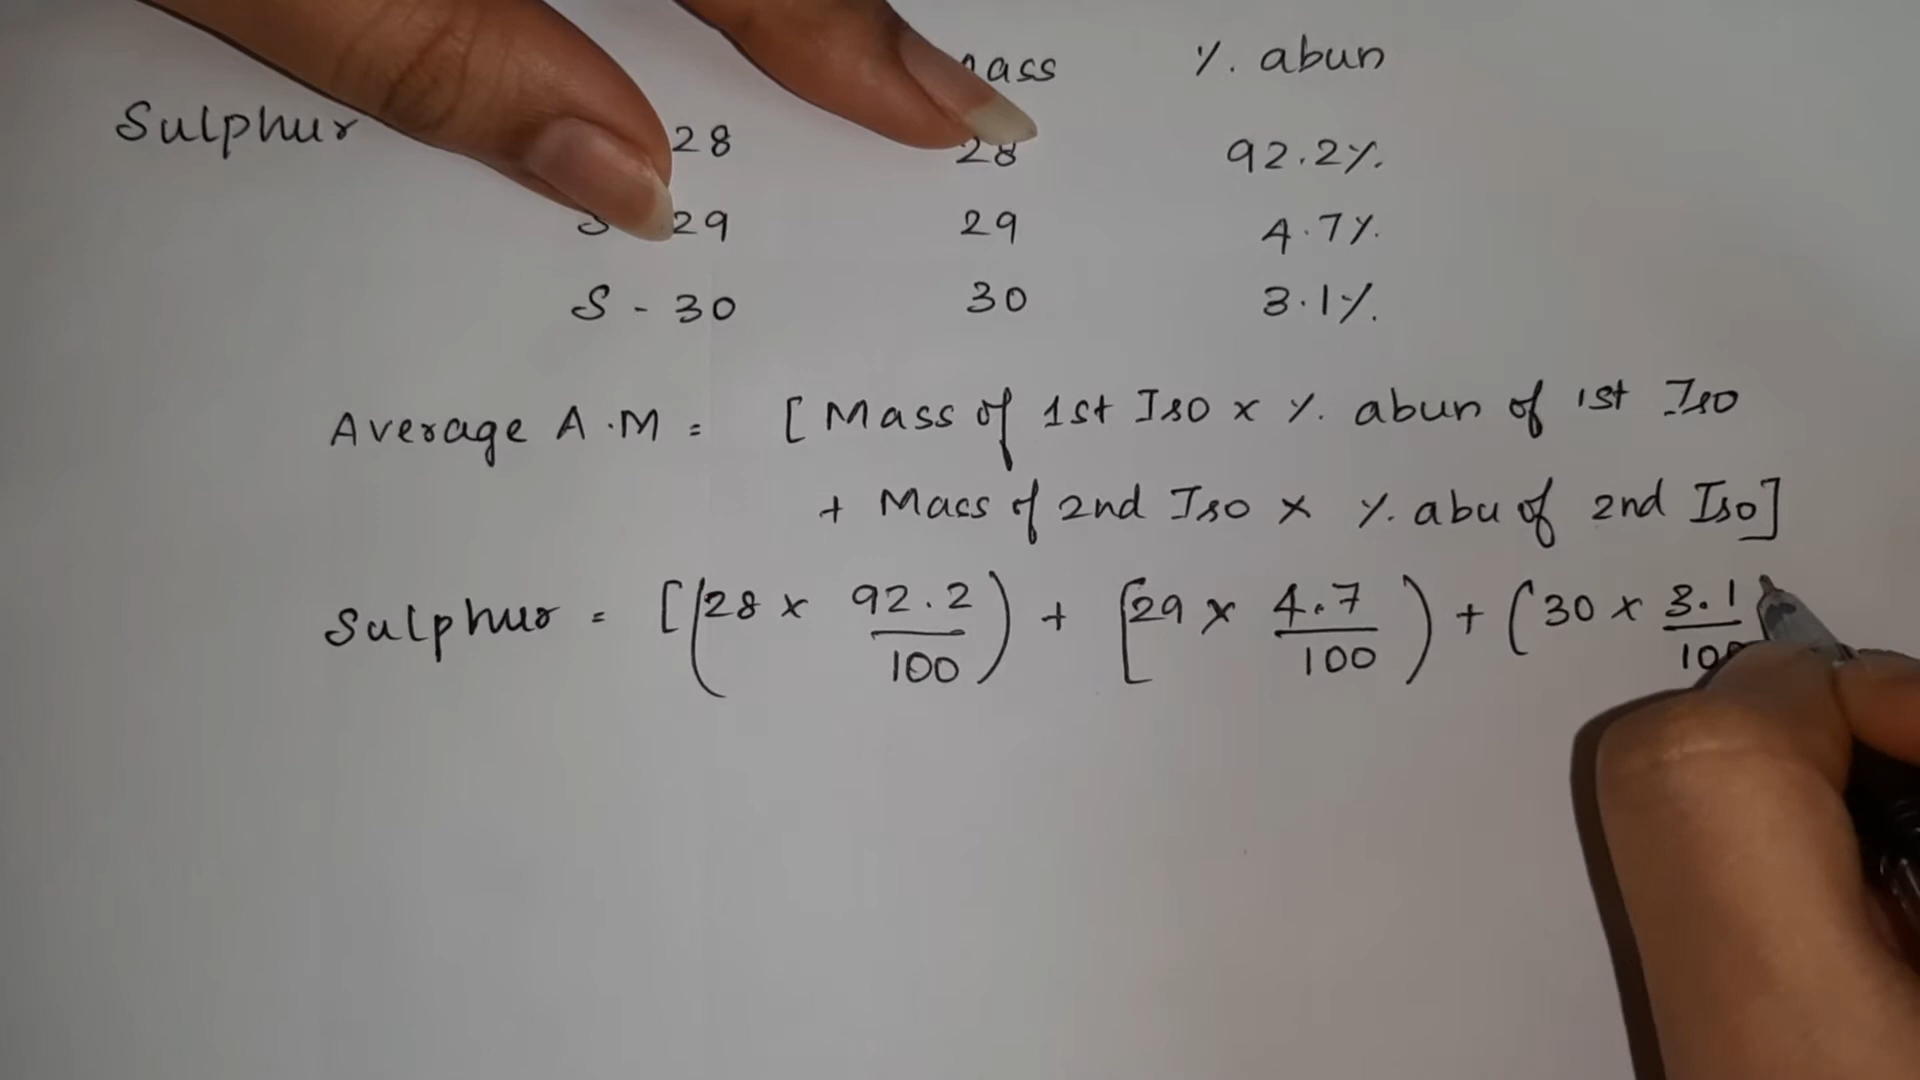 % abun
Sulphur 28 28 92.2%
S 29 29 4.7%
S - 30 30 3.1%
Average A.M = [Mass of 1st Iso x % abun of 1st Iso
+ Mass of 2nd Iso x % abu of 2nd Iso]
Sulphur = [(28 x 92.2/100) + [29 x 4.7/100) + (30 x 3.1/100